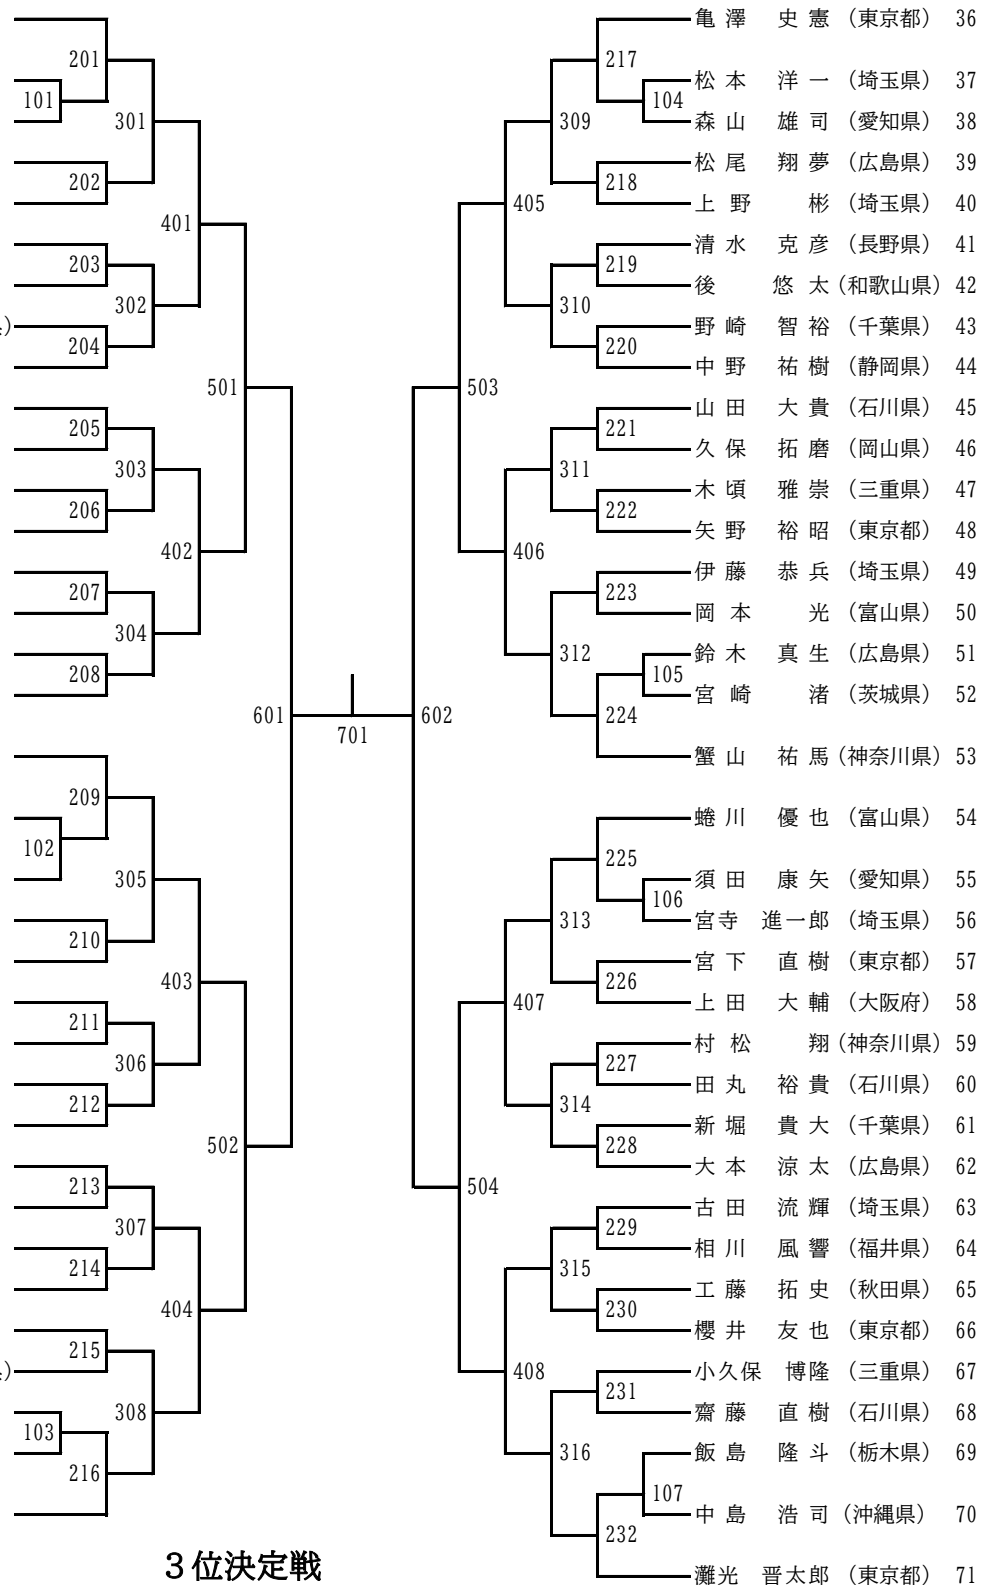 亀澤 史憲 （東京都） 36
201
217
松本 洋一 （埼玉県） 37
101
104
301
309
森山 雄司 （愛知県） 38
松尾 翔夢 （広島県） 39
202
218
405
上野 彬 （埼玉県） 40
401
清水 克彦 （長野県） 41
203
219
後 悠太 （和歌山県） 42
302
310
県）
野崎 智裕 （千葉県） 43
204
220
中野 祐樹 （静岡県） 44
501
503
山田 大貴 （石川県） 45
205
221
久保 拓磨 （岡山県） 46
303
311
木頃 雅崇 （三重県） 47
206
222
矢野 裕昭 （東京都） 48
402
406
伊藤 恭兵 （埼玉県） 49
207
223
岡本 光 （富山県） 50
304
312
鈴木 真生 （広島県） 51
208
105
宮崎 渚 （茨城県） 52
601
602
224
701
蟹山 祐馬 （神奈川県） 53
209
蜷川 優也 （富山県） 54
102
225
305
須田 康矢 （愛知県） 55
106
313
宮寺 進一郎 （埼玉県） 56
210
宮下 直樹 （東京都） 57
403
226
407
上田 大輔 （大阪府） 58
211
村松 翔 （神奈川県） 59
306
227
田丸 裕貴 （石川県） 60
212
314
新堀 貴大 （千葉県） 61
502
228
大本 涼太 （広島県） 62
213
504
古田 流輝 （埼玉県） 63
307
229
相川 風響 （福井県） 64
214
315
工藤 拓史 （秋田県） 65
404
230
櫻井 友也 （東京都） 66
215
県）
408
小久保 博隆 （三重県） 67
231
308
齋藤 直樹 （石川県） 68
103
316
飯島 隆斗 （栃木県） 69
216
107
中島 浩司 （沖縄県） 70
232
３位決定戦
灘光 晋太郎 （東京都） 71